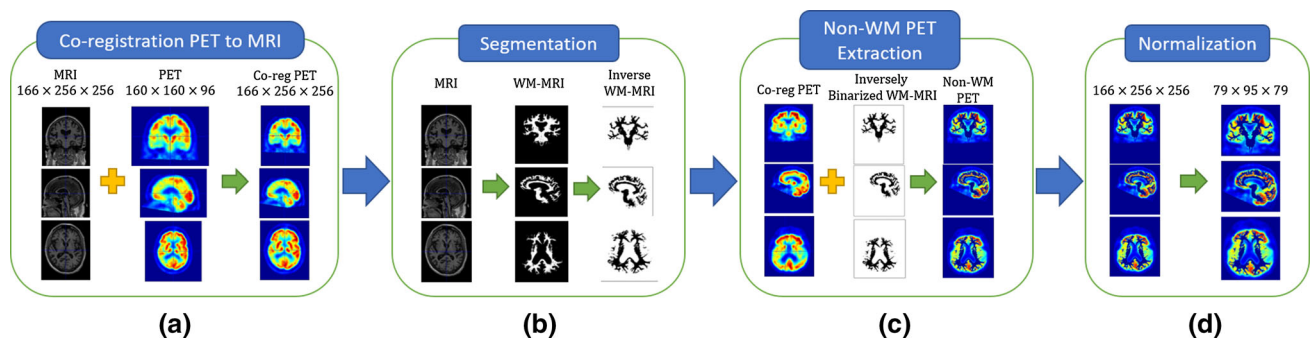 Co-registration PET to MRI
MRI
166 × 256 × 256
PET
160 × 160 × 96
Co-reg PET
166 × 256 × 256
(a)
Segmentation
MRI
WM-MRI
Inverse
WM-MRI
(b)
Non-WM PET
Extraction
Co-reg PET
Inversely
Binarized WM-MRI
Non-WM
PET
(c)
Normalization
166 × 256 × 256
79 × 95 × 79
(d)